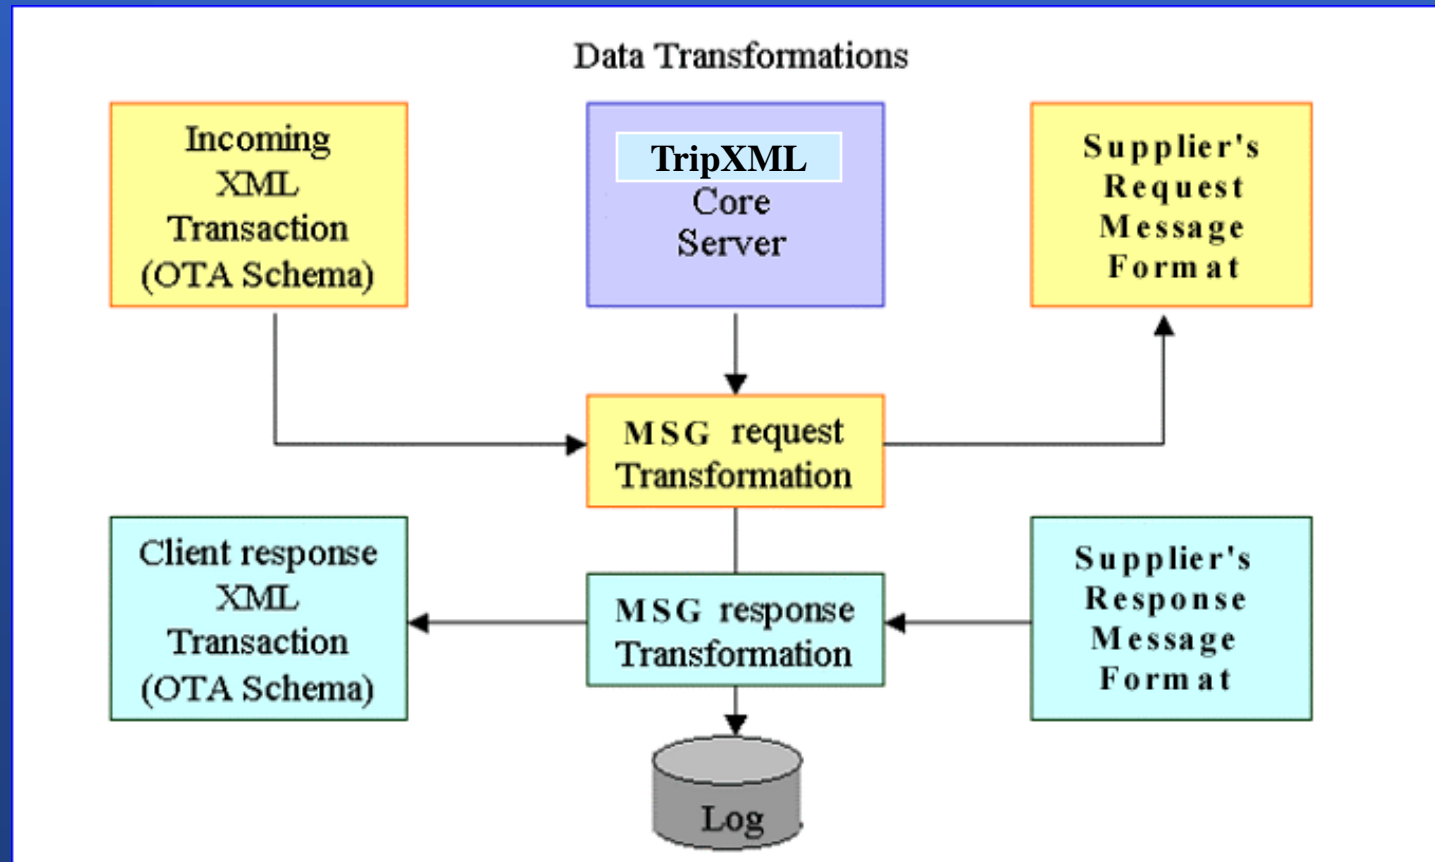 Data Transformations
Incoming
XML
Transaction
(OTA Schema)
TripXML
Core
Server
Supplier's
Request
Message
Format
MSG request
Transformation
Client response
XML
Transaction
(OTA Schema)
MSG response
Transformation
Supplier's
Response
Message
Format
Log